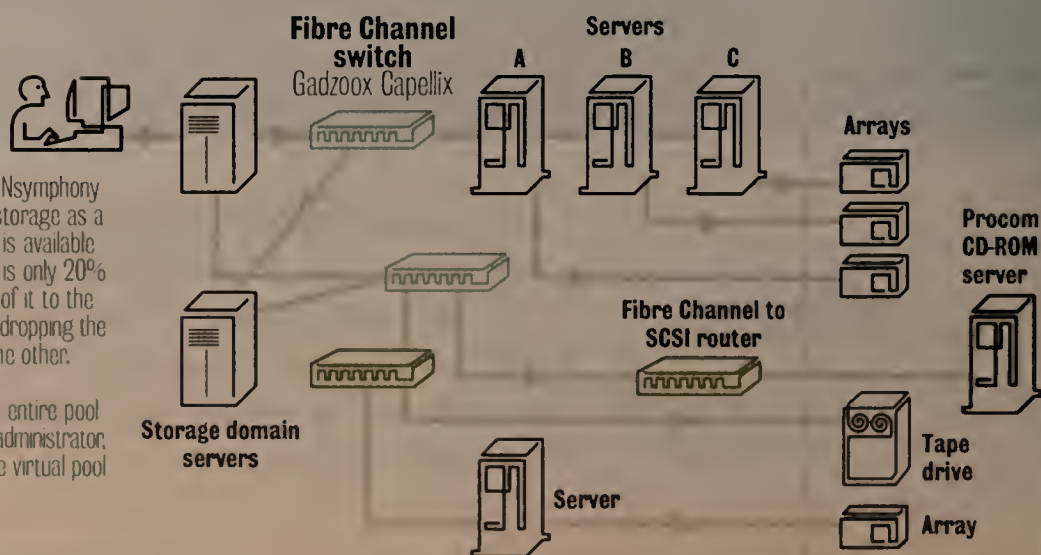 Fibre Channel
switch
Gadzoox Capellix
Servers
A
B
C
Arrays
Nsymphony
storage as a
is available
is only 20%
of it to the
dropping the
ne other.
entire pool
administrator,
e virtual pool
Procom
CD-ROM
server
Fibre Channel to
SCSI router
Storage domain
servers
Server
Tape
drive
Array